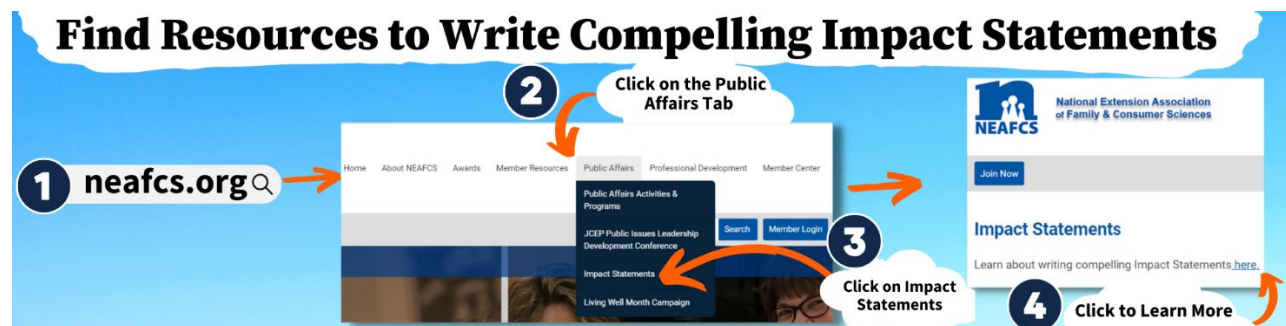 Find Resources to Write Compelling Impact Statements
1
neafcs.org
2
Click on the Public
Affairs Tab
Home About NEAFCS Awards Member Resources Public Affairs Professional Development Member Center
Public Affairs Activities &
Programs
JCEP Public Issues Leadership
Development Conference
Impact Statements
Living Well Month Campaign
Search Member Login
3
Click on Impact
Statements
n
NEAFCS
National Extension Association
of Family & Consumer Sciences
Join Now
Impact Statements
Learn about writing compelling Impact Statements here.
4
Click to Learn More